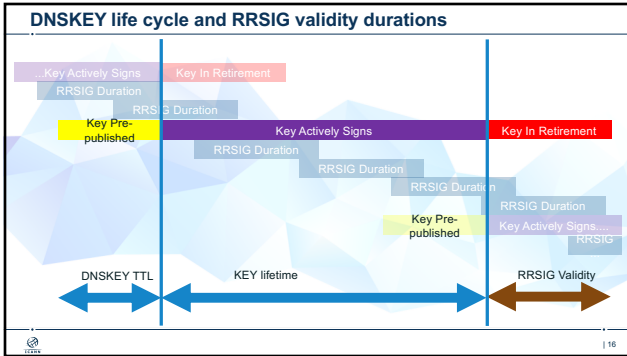 DNSKEY life cycle and RRSIG validity durations
...Key Actively Signs
Key In Retirement
RRSIG Duration
RRSIG Duration
Key Pre-
published
Key Actively Signs
Key In Retirement
RRSIG Duration
RRSIG Duration
RRSIG Duration
RRSIG Duration
Key Pre-
published
Key Actively Signs....
RRSIG
DNSKEY TTL
KEY lifetime
RRSIG Validity
ICANN
| 16